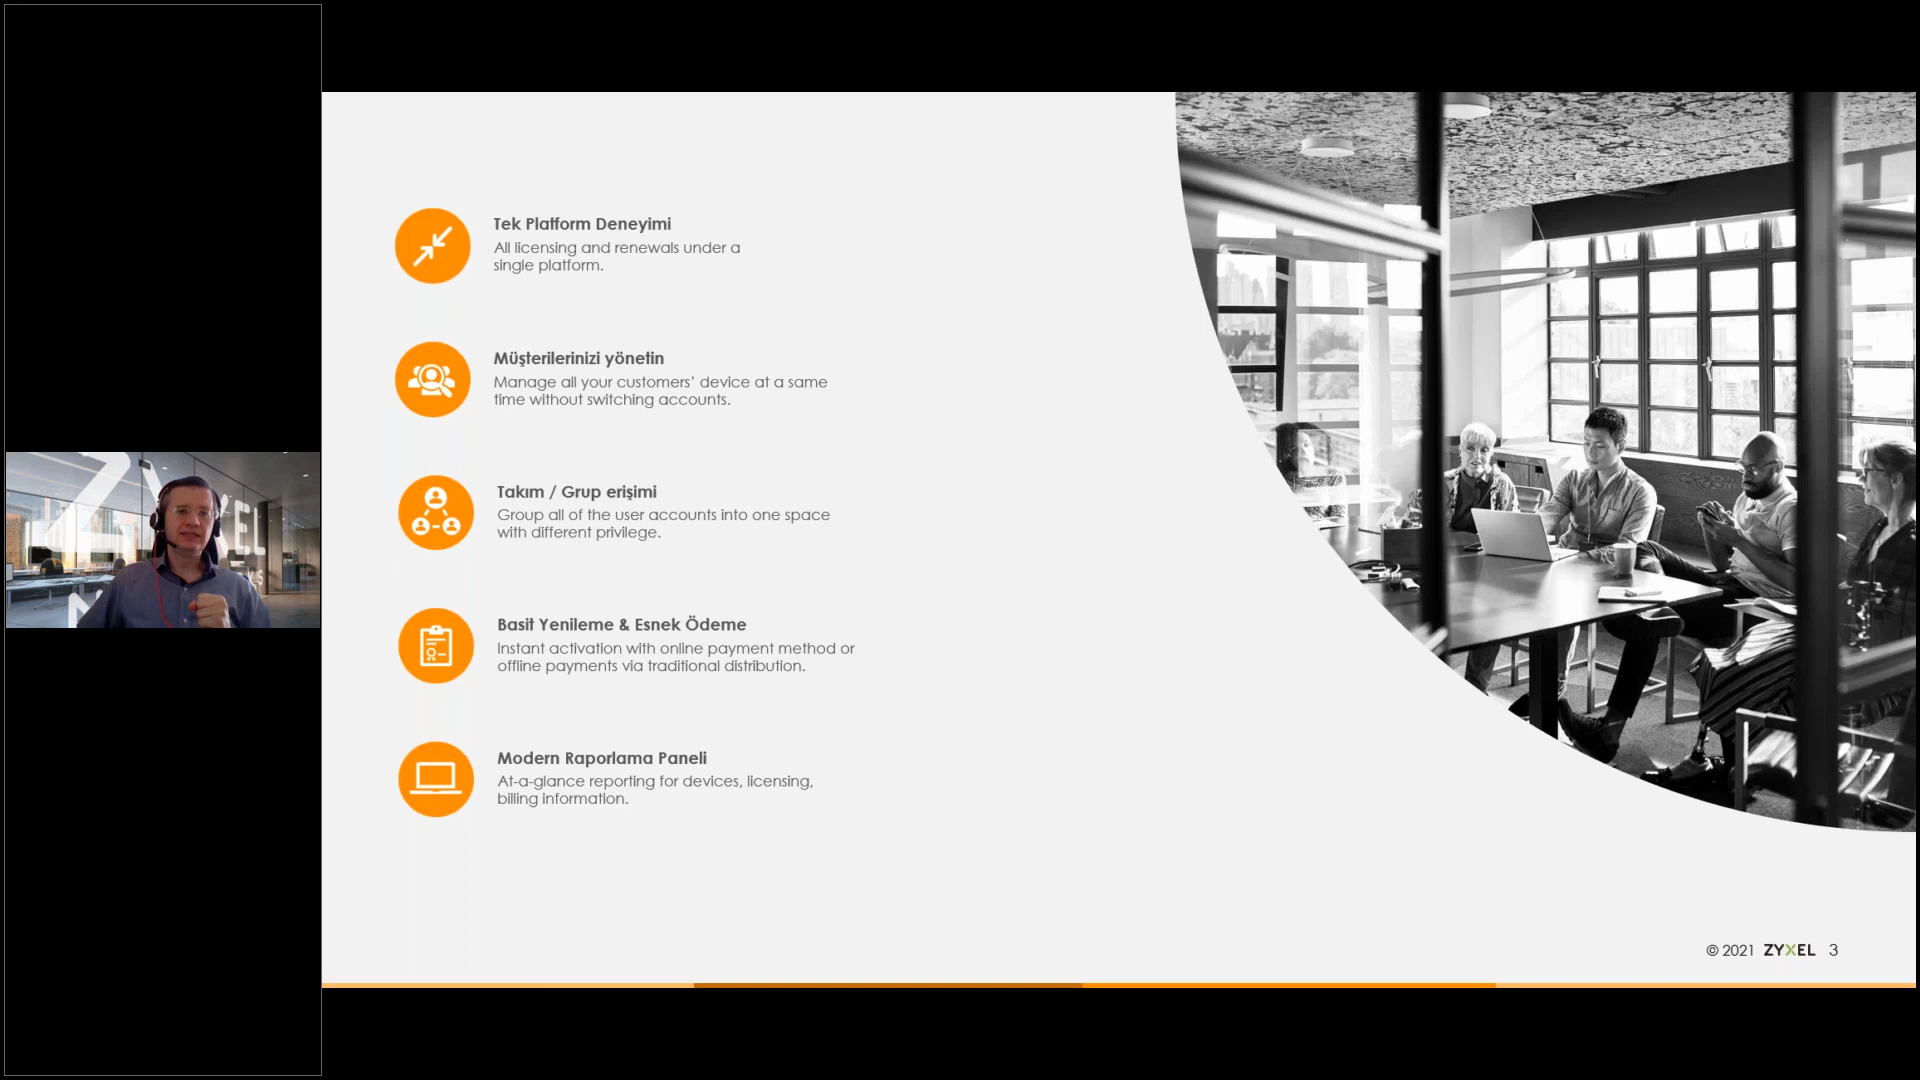 Tek Platform Deneyimi
All licensing and renewals under a
single platform.
Müşterilerinizi yönetin
Manage all your customers’ device at a same
time without switching accounts.
Takım / Grup erişimi
Group all of the user accounts into one space
with different privilege.
Basit Yenileme & Esnek Ödeme
Instant activation with online payment method or
offline payments via traditional distribution.
Modern Raporlama Paneli
At-a-glance reporting for devices, licensing,
billing information.
© 2021 ZYXEL 3